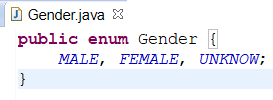 Gender.java
public enum Gender {
MALE, FEMALE, UNKNOW;
}